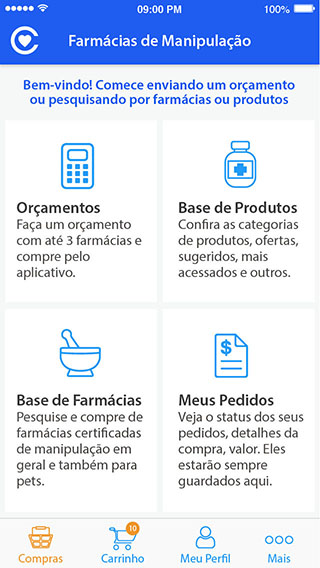 09:00 PM
100%
Farmácias de Manipulação
Bem-vindo! Comece enviando um orçamento
ou pesquisando por farmácias ou produtos
Orçamentos
Faça um orçamento
com até 3 farmácias e
compre pelo
aplicativo.
Base de Produtos
Confira as categorias
de produtos, ofertas,
sugeridos, mais
acessados e outros.
Base de Farmácias
Pesquise e compre de
farmácias certificadas
de manipulação em
geral e também para
pets.
$
Meus Pedidos
Veja o status dos seus
pedidos, detalhes da
compra, valor. Eles
estarão sempre
guardados aqui.
Compras
10
Carrinho
Meu Perfil
Mais